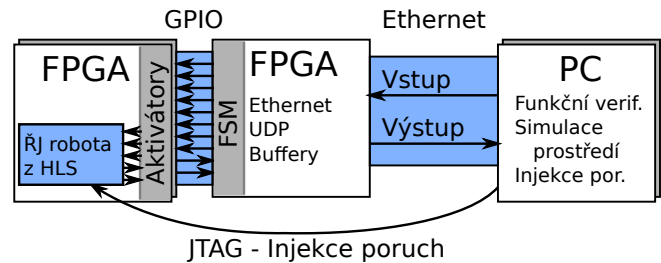 GPIO
Ethernet
FPGA
Aktivátory
ŘJ robota
z HLS
FSM
FPGA
Ethernet
UDP
Buffery
Vstup
Výstup
PC
Funkční verif.
Simulace
prostředí
Injekce por.
JTAG - Injekce poruch